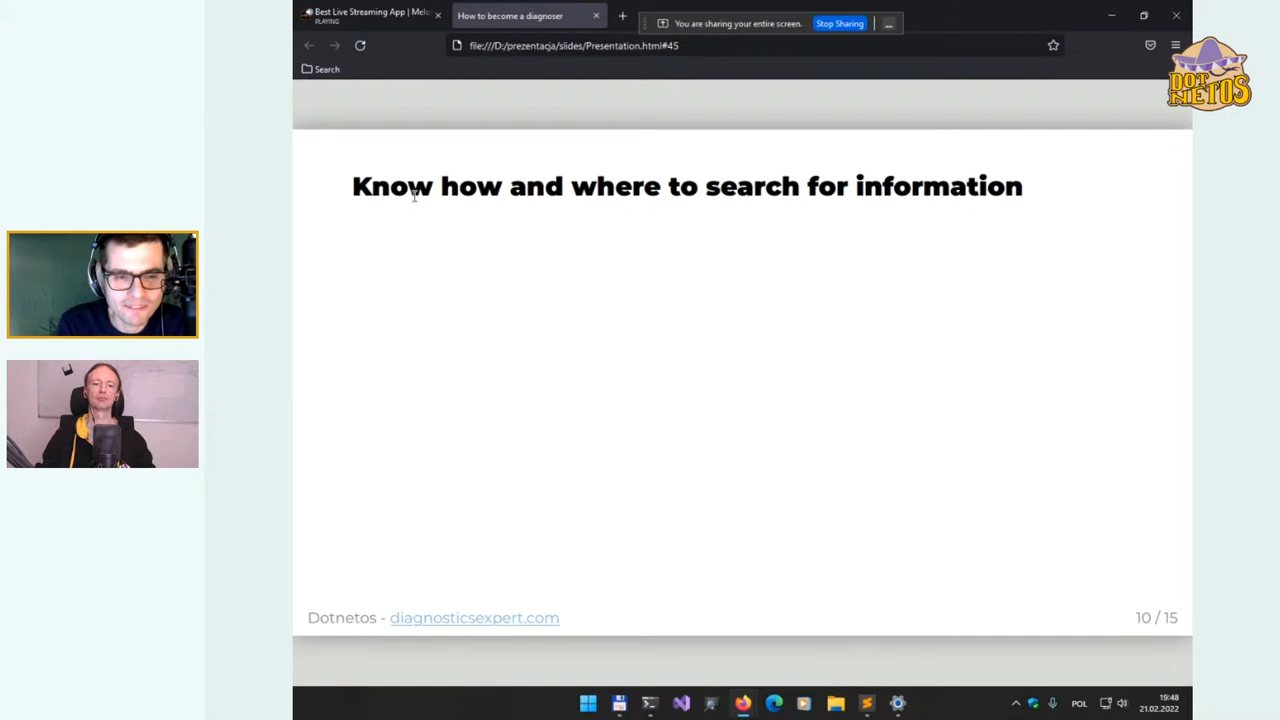 Best Live Streaming App | Mele
PLAYING
How to become a diagnoser
You are sharing your entire screen.
Stop Sharing
file:///D:/prezentacja/slides/Presentation.html#45
Search
DOT
NETOS
Know how and where to search for information
Dotnetos - diagnosticsexpert.com
10 / 15
POL
19:48
21.02.2022